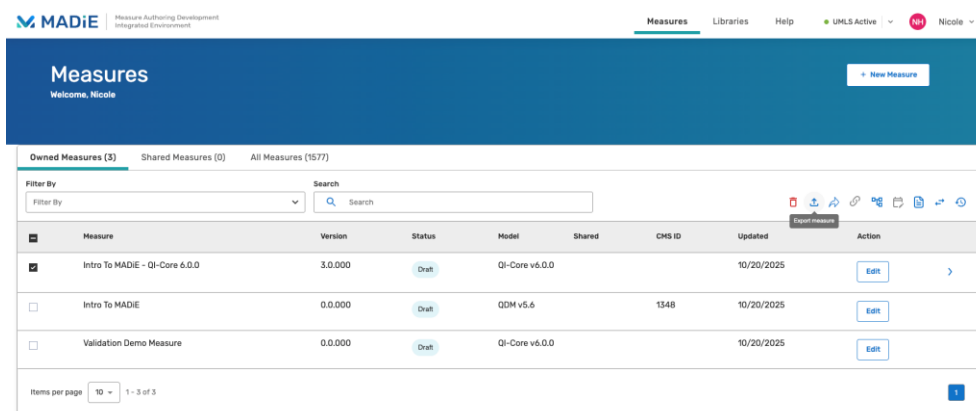 MADiE Measure Authoring Development Integrated Environment Measures Libraries Help UMLS Active NH Nicole
Measures
Welcome, Nicole
+ New Measure
Owned Measures (3) Shared Measures (0) All Measures (1577)
Filter By Search
Filter By Search
Export measure
Measure Version Status Model Shared CMS ID Updated Action
Intro To MADiE - QI-Core 6.0.0 3.0.000 Draft QI-Core v6.0.0 10/20/2025 Edit
Intro To MADiE 0.0.000 Draft QDM v5.6 1348 10/20/2025 Edit
Validation Demo Measure 0.0.000 Draft QI-Core v6.0.0 10/20/2025 Edit
Items per page 10 1 - 3 of 3 1